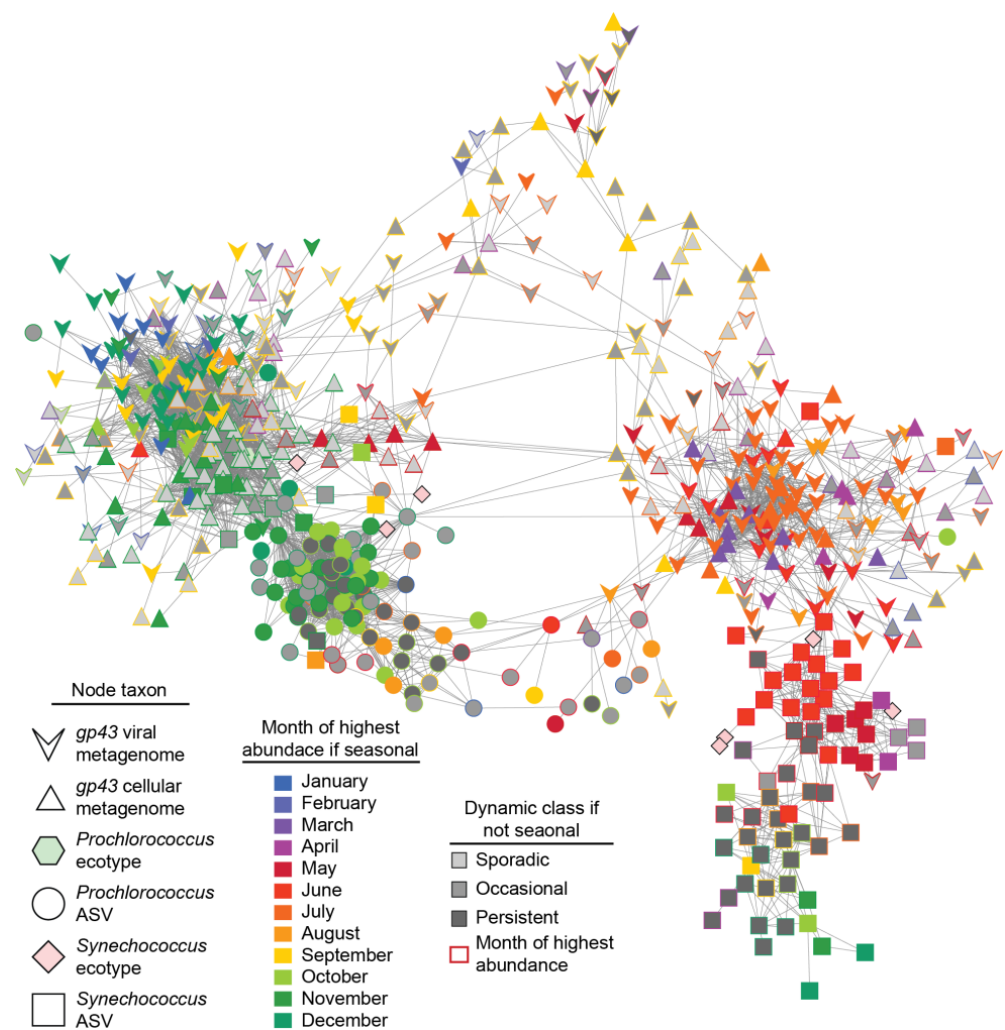 Node taxon
gp43 viral
metagenome
gp43 cellular
metagenome
Prochlorococcus
ecotype
Prochlorococcus
ASV
Synechococcus
ecotype
Synechococcus
ASV
Month of highest
abundace if seasonal
January
February
March
April
May
June
July
August
September
October
November
December
Dynamic class if
not seaonal
Sporadic
Occasional
Persistent
Month of highest
abundance